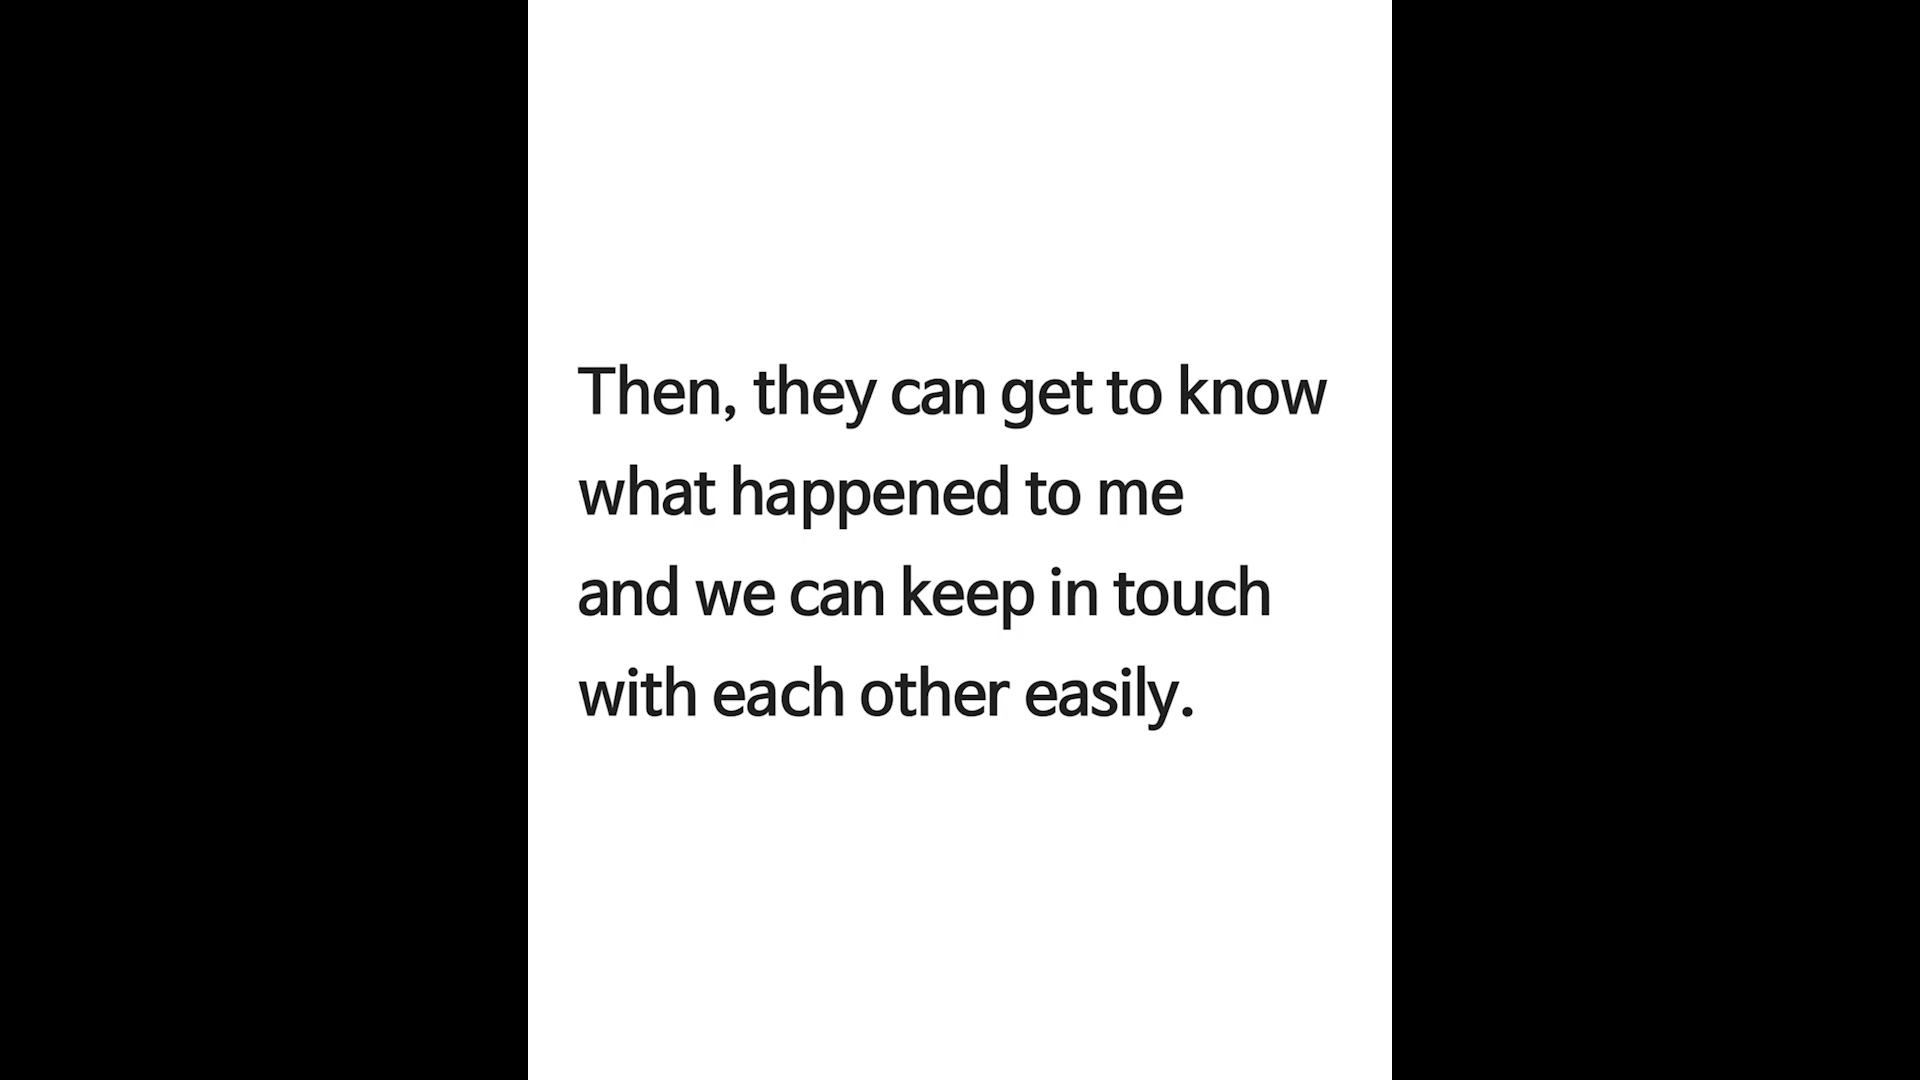 Then, they can get to know
what happened to me
and we can keep in touch
with each other easily.